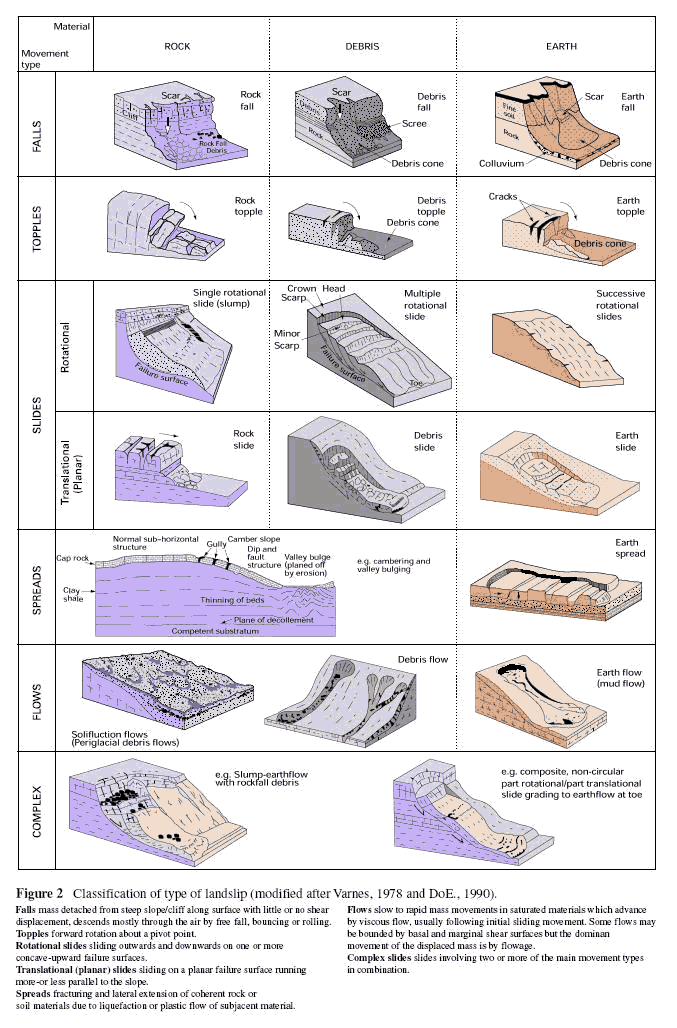 Material
Movement
type
ROCK
DEBRIS
EARTH
FALLS
Scar
Cliff
Rock Fall
Debris
Rock
fall
Scar
Debris
Rock
Debris
fall
Scree
Debris cone
Fine
soil
Rock
Colluvium
Scar
Earth
fall
Debris cone
TOPPLES
Rock
topple
Debris
topple
Debris cone
Cracks
Earth
topple
Debris cone
SLIDES
Rotational
Single rotational
slide (slump)
Failure surface
Crown Head
Scarp
Minor
Scarp
Failure surface
Toe
Multiple
rotational
slide
Successive
rotational
slides
Translational
(Planar)
Rock
slide
Debris
slide
Earth
slide
SPREADS
Normal sub-horizontal
structure
Gully
Camber slope
Dip and
fault
structure
Valley bulge
(planed off
by erosion)
Cap rock
Clay
shale
Thinning of beds
Plane of decollement
Competent substratum
e.g. cambering and
valley bulging
Earth
spread
FLOWS
Solifluction flows
(Periglacial debris flows)
Debris flow
Earth flow
(mud flow)
COMPLEX
e.g. Slump-earthflow
with rockfall debris
e.g. composite, non-circular
part rotational/part translational
slide grading to earthflow at toe
Figure 2 Classification of type of landslip (modified after Varnes, 1978 and DoE., 1990).
Falls mass detached from steep slope/cliff along surface with little or no shear
displacement, descends mostly through the air by free fall, bouncing or rolling.
Topples forward rotation about a pivot point.
Rotational slides sliding outwards and downwards on one or more
concave-upward failure surfaces.
Translational (planar) slides sliding on a planar failure surface running
more-or less parallel to the slope.
Spreads fracturing and lateral extension of coherent rock or
soil materials due to liquefaction or plastic flow of subjacent material.
Flows slow to rapid mass movements in saturated materials which advance
by viscous flow, usually following initial sliding movement. Some flows may
be bounded by basal and marginal shear surfaces but the dominan
movement of the displaced mass is by flowage.
Complex slides slides involving two or more of the main movement types
in combination.